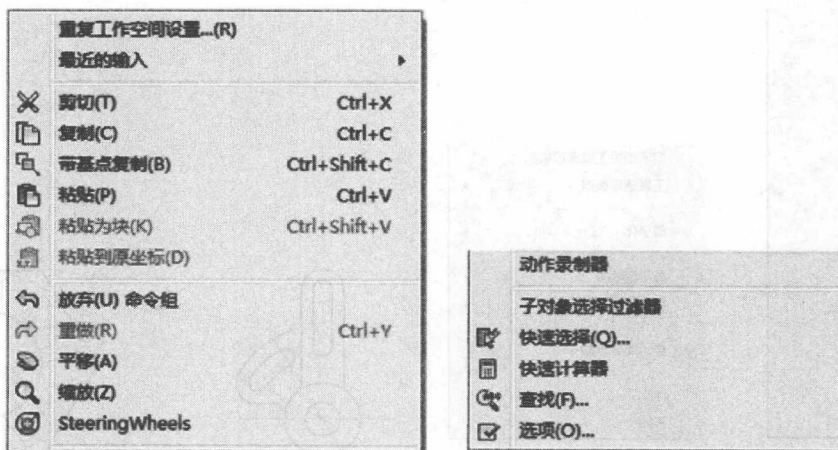 重复工作空间设置...(R)
最近的输入
剪切(T) Ctrl+X
复制(C) Ctrl+C
带基点复制(B) Ctrl+Shift+C
粘贴(P) Ctrl+V
粘贴为块(K) Ctrl+Shift+V
粘贴到原坐标(D)
放弃(U) 命令组
重做(R) Ctrl+Y
平移(A)
缩放(Z)
SteeringWheels
动作录制器
子对象选择过滤器
快速选择(Q)...
快速计算器
查找(F)...
选项(O)...